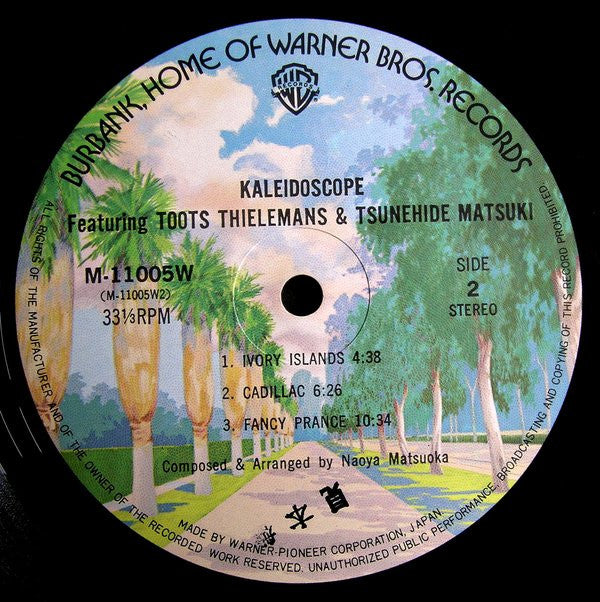 BURBANK, HOME OF WARNER BROS. RECORDS
RECORDS
KALEIDOSCOPE
Featuring TOOTS THIELEMANS & TSUNEHIDE MATSUKI
M-11005W
(M-11005W2)
33⅓RPM
SIDE
2
STEREO
1. IVORY ISLANDS 4:38
2. CADILLAC 6:26
3. FANCY PRANCE 10:34
Composed & Arranged by Naoya Matsuoka
MADE BY WARNER-PIONEER CORPORATION, JAPAN.
ALL RIGHTS OF THE MANUFACTURER AND OF THE OWNER OF THE RECORDED WORK RESERVED. UNAUTHORIZED PUBLIC PERFORMANCE, BROADCASTING AND COPYING OF THIS RECORD PROHIBITED.